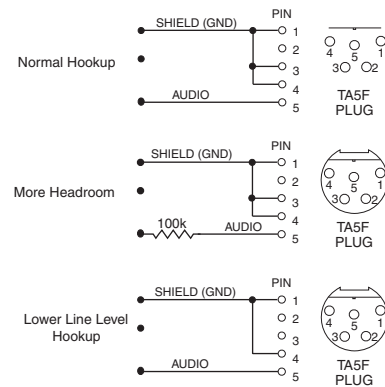 SHIELD (GND)
PIN
1
2
3
4
5
AUDIO
Normal Hookup
4
5
1
3
2
TA5F
PLUG
SHIELD (GND)
PIN
1
2
3
4
5
100k
AUDIO
More Headroom
4
5
1
3
2
TA5F
PLUG
SHIELD (GND)
PIN
1
2
3
4
5
AUDIO
Lower Line Level
Hookup
4
5
1
3
2
TA5F
PLUG